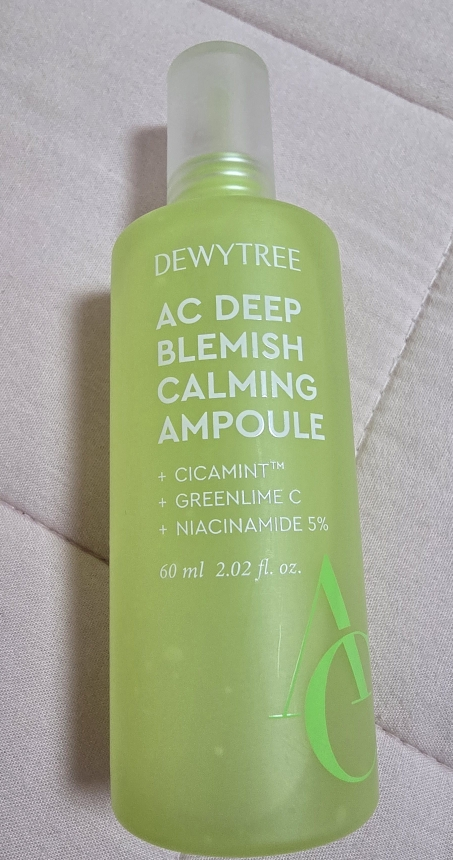 DEWYTREE
AC DEEP
BLEMISH
CALMING
AMPOULE
+ CICAMINT™
+ GREENLIME C
+ NIACINAMIDE 5%
60 ml 2.02 fl. oz.
AC